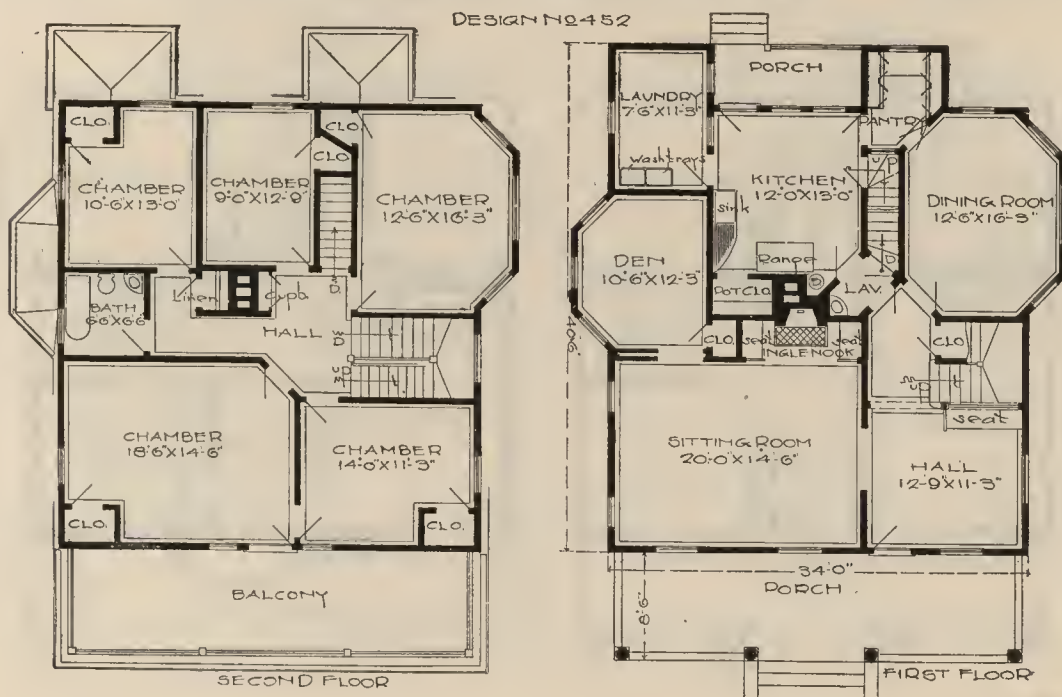 DESIGN NO 452
CLO.
CLO.
CLO.
CHAMBER
10'-6"X13'-0"
CHAMBER
9'-0"X12'-9"
CHAMBER
12'-6"X16'-3"
BATH
6'6"X6'6"
Linen
Cupb.
D.
HALL
D
U
CHAMBER
18'-6"X14'-6"
CHAMBER
14'-0"X11'-3"
CLO.
CLO.
BALCONY
SECOND FLOOR
PORCH
LAUNDRY
7'-6"X11'-3"
Washtrays
PANTRY
U
KITCHEN
12'-0"X13'-0"
Sink
DINING ROOM
12'-6"X16'-3"
DEN
10'-6"X12'-3"
Range
D.
POT CLO.
LAV.
40'-6"
CLO.
seat
seat
INGLE NOOK
CLO.
seat
SITTING ROOM
20'-0"X14'-6"
HALL
12'-9"X11'-3"
34'-0"
PORCH
8'-6"
FIRST FLOOR